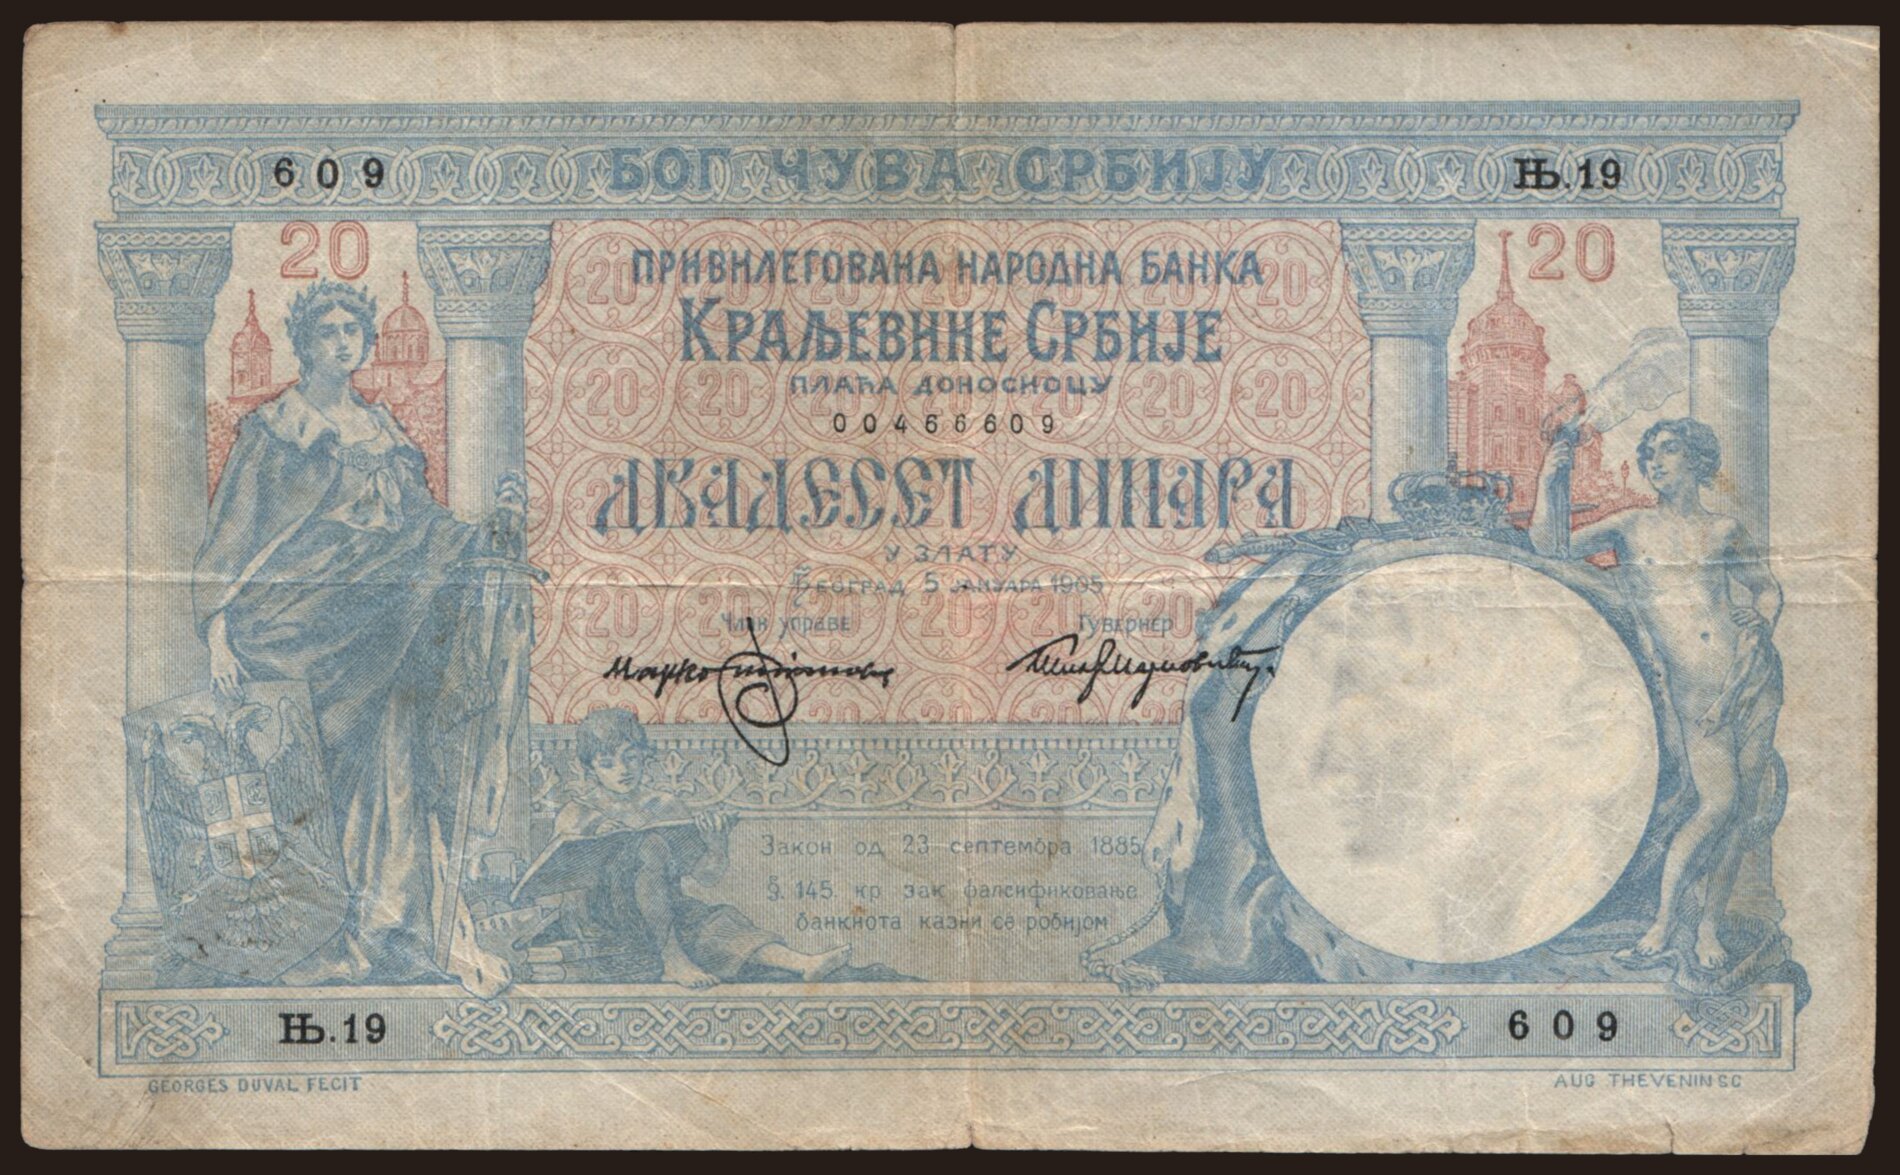 609
БОГ ЧУВА СРБИЈУ
Њ.19
20
20
ПРИВИЛЕГОВАНА НАРОДНА БАНКА
КРАЉЕВИНЕ СРБИЈЕ
ПЛАЋА ДОНОСИОЦУ
00466609
ДВАДЕСЕТ ДИНАРА
У ЗЛАТУ
БЕОГРАД 5 ЈАНУАРА 1905
Члан управе
Гувернер
Закон од 23 септембра 1885
§. 145. кр зак фалсификовање
банкнота казни се робијом
Њ.19
609
GEORGES DUVAL FECIT
AUG THEVENIN SC